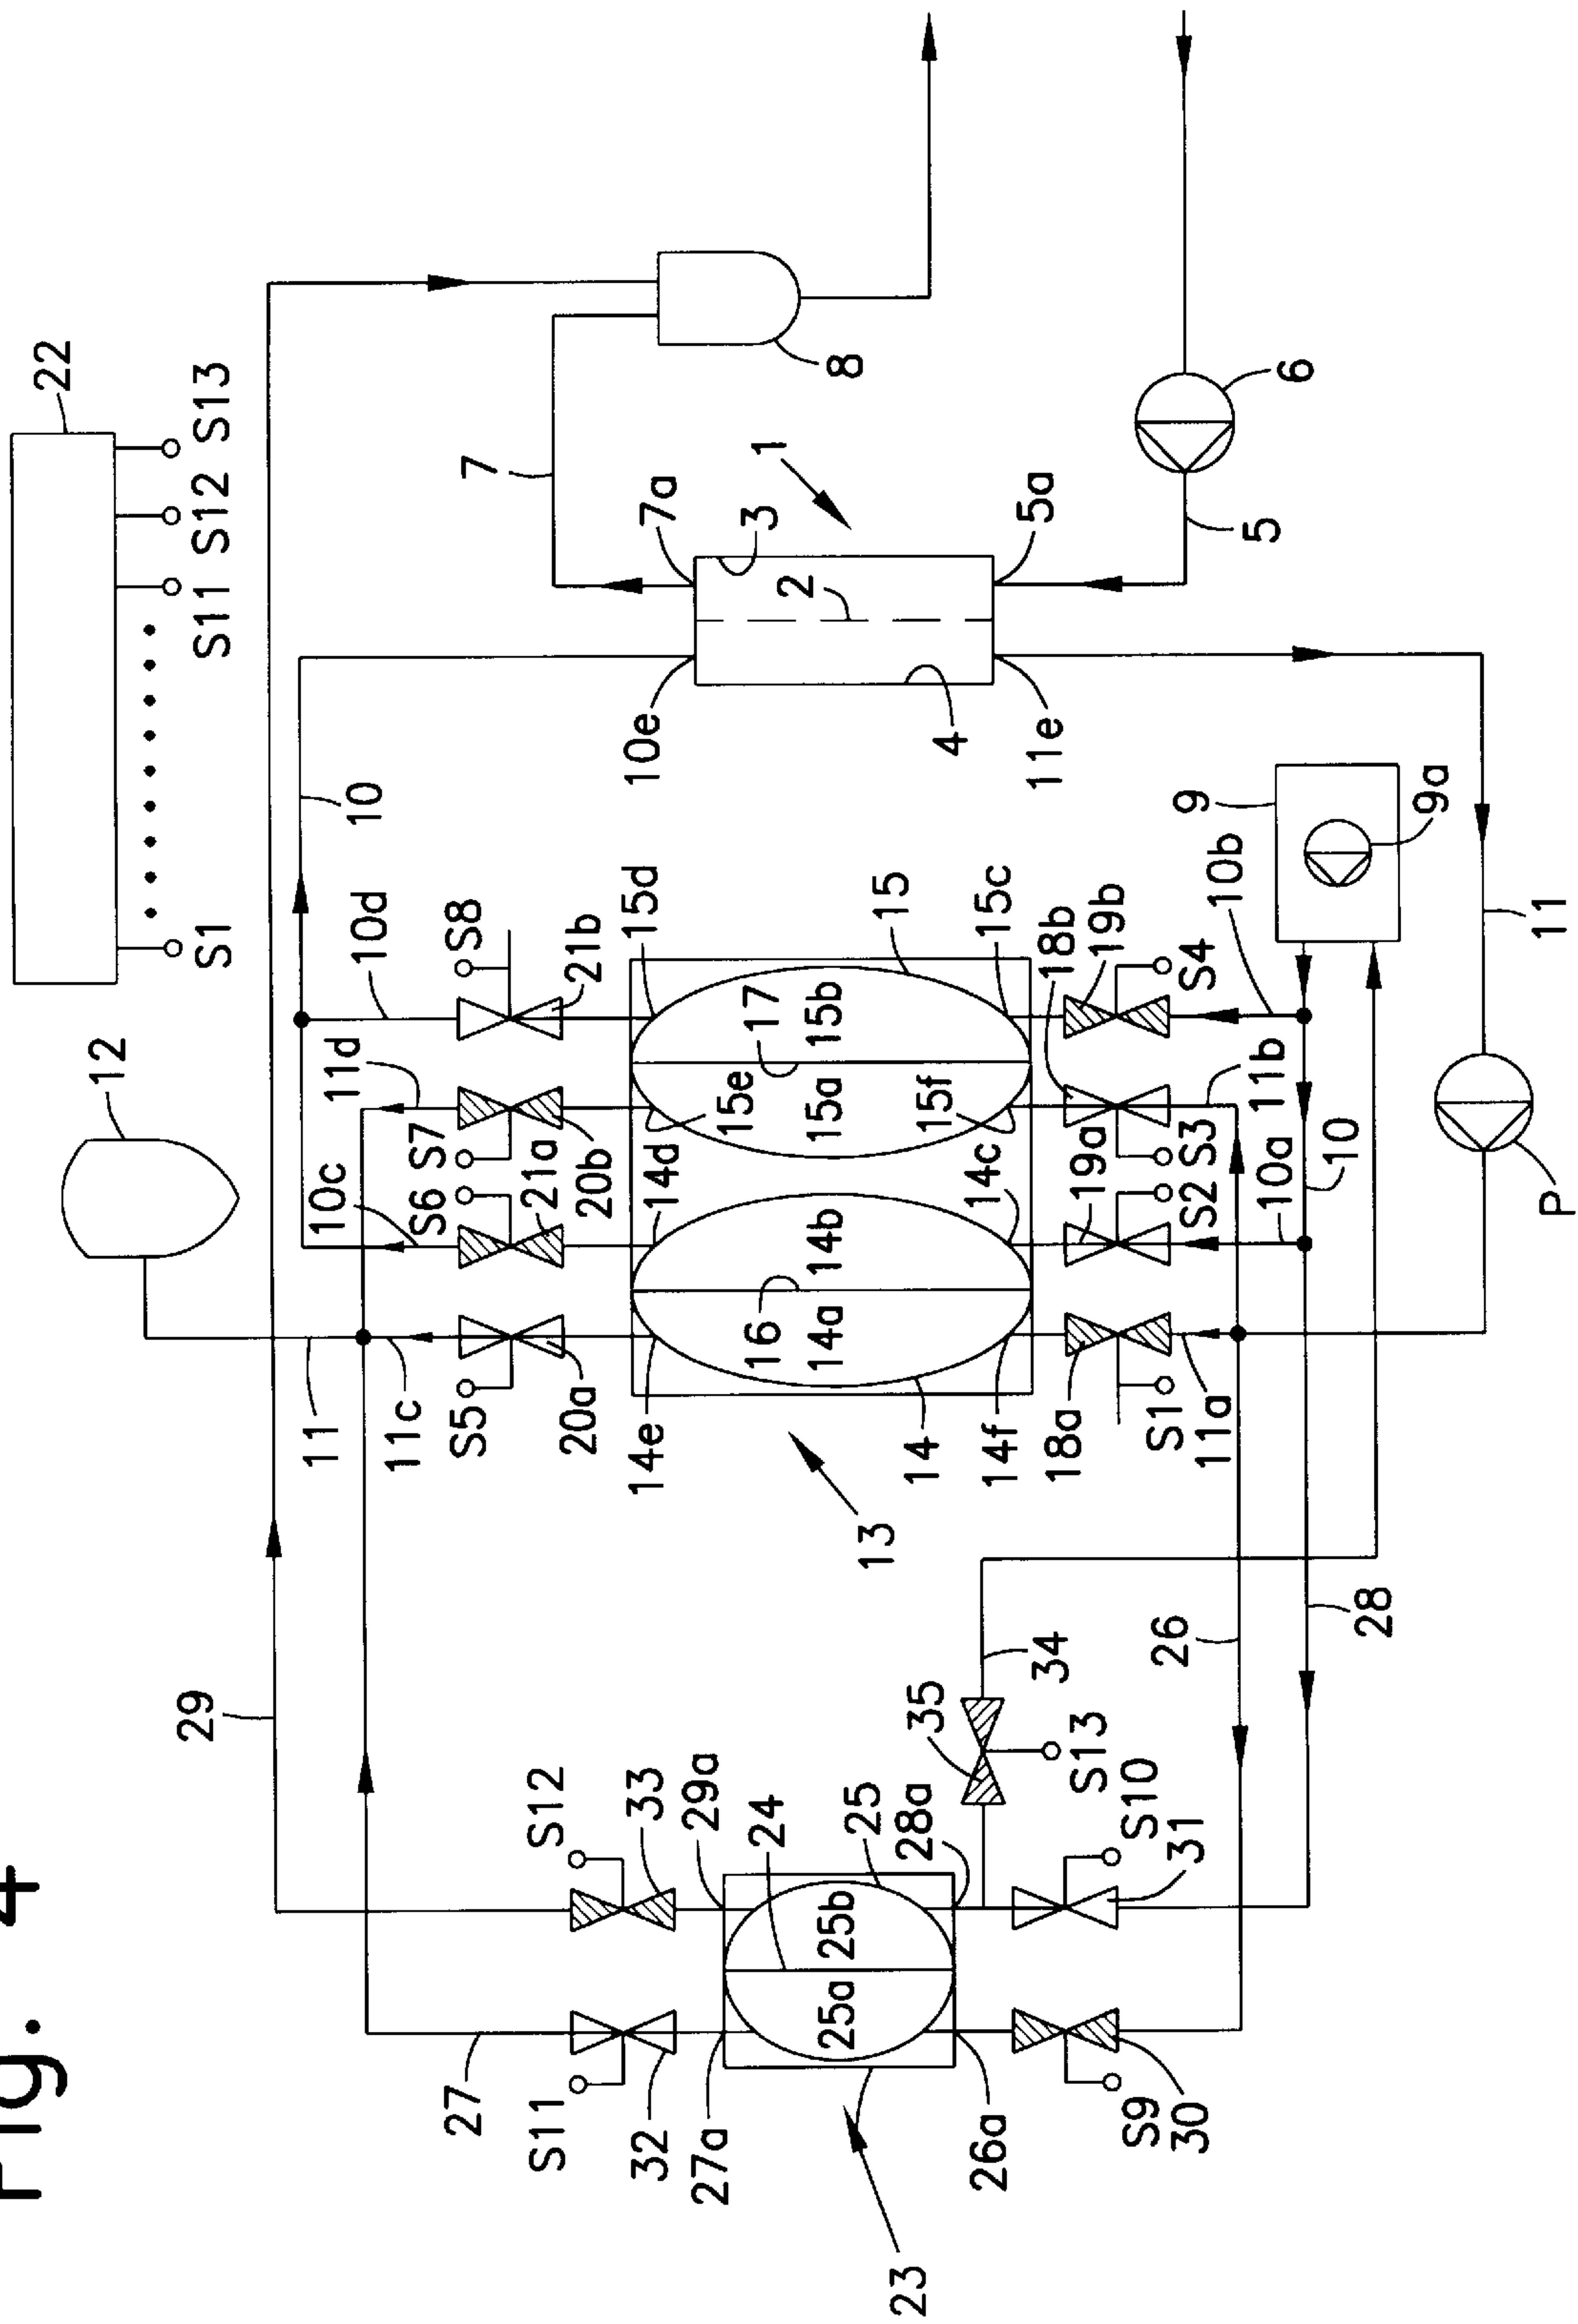 Fig. 4
22
S1
S11
S12
S13
12
29
7
8
10
10d
11d
10c
11
11c
S8
S7
S6
S5
21b
20b
21a
20a
7a
1
3
2
10e
4
11e
5a
5
6
15d
15
17
15b
15a
15e
15f
15c
14d
14b
14c
16
14a
14e
14
14f
13
18b
19b
S4
10b
9
9a
19a
S3
11b
S2
10a
10
18a
S1
11a
11
P
27
S11
32
S12
33
29a
27a
24
25
25b
25a
28a
26a
23
35
34
S13
S10
31
S9
30
26
28